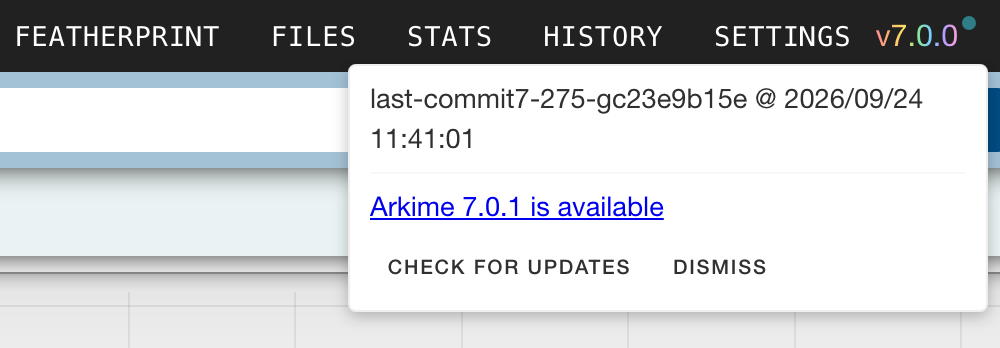 FEATHERPRINT FILES STATS HISTORY SETTINGS v7.0.0
last-commit7-275-gc23e9b15e @ 2026/09/24
11:41:01
Arkime 7.0.1 is available
CHECK FOR UPDATES DISMISS